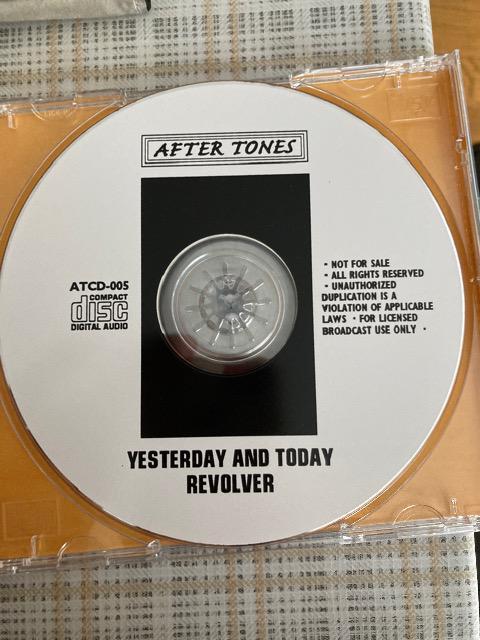 AFTER TONES
ATCD-005
COMPACT
disc
DIGITAL AUDIO
• NOT FOR SALE
• ALL RIGHTS RESERVED
• UNAUTHORIZED
DUPLICATION IS A
VIOLATION OF APPLICABLE
LAWS • FOR LICENSED
BROADCAST USE ONLY •
YESTERDAY AND TODAY
REVOLVER